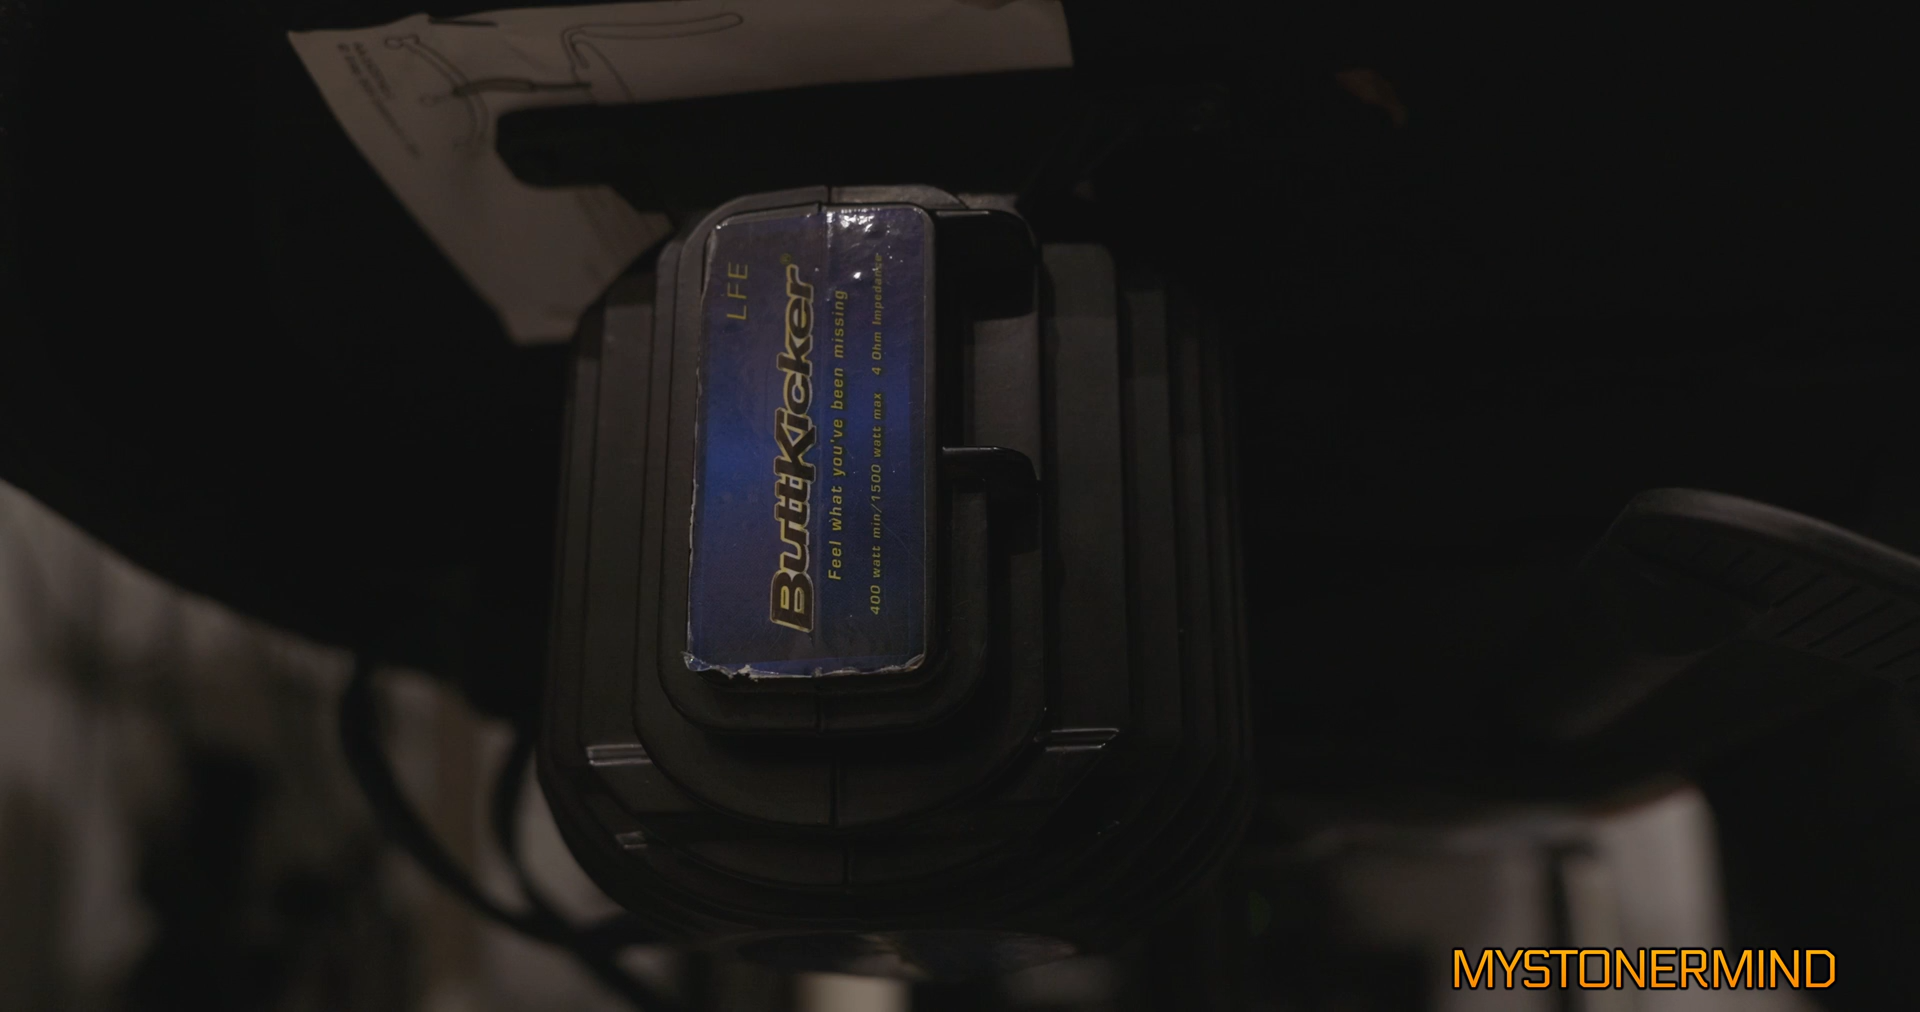 LFE
ButtKicker®
Feel what you've been missing
400 watt min/1500 watt max 4 Ohm Impedance
MYSTONERMIND